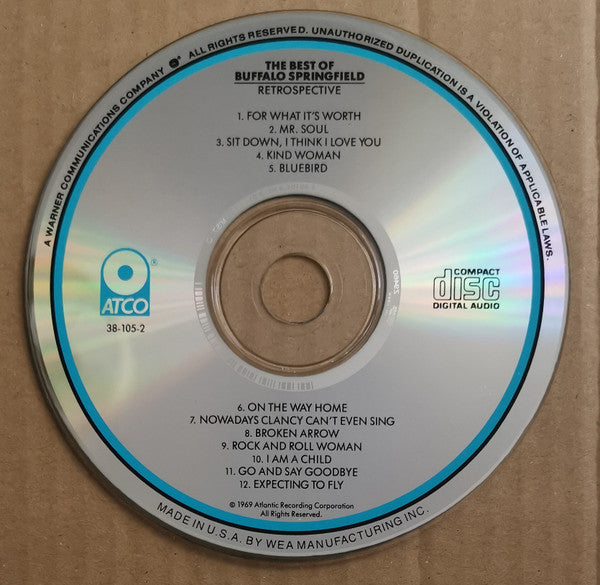 A WARNER COMMUNICATIONS COMPANY ALL RIGHTS RESERVED. UNAUTHORIZED DUPLICATION IS A VIOLATION OF APPLICABLE LAWS.
THE BEST OF
BUFFALO SPRINGFIELD
RETROSPECTIVE
1. FOR WHAT IT'S WORTH
2. MR. SOUL
3. SIT DOWN, I THINK I LOVE YOU
4. KIND WOMAN
5. BLUEBIRD
ATCO®
38-105-2
COMPACT
disc
DIGITAL AUDIO
6. ON THE WAY HOME
7. NOWADAYS CLANCY CAN'T EVEN SING
8. BROKEN ARROW
9. ROCK AND ROLL WOMAN
10. I AM A CHILD
11. GO AND SAY GOODBYE
12. EXPECTING TO FLY
© 1969 Atlantic Recording Corporation
All Rights Reserved.
MADE IN U.S.A. BY WEA MANUFACTURING INC.